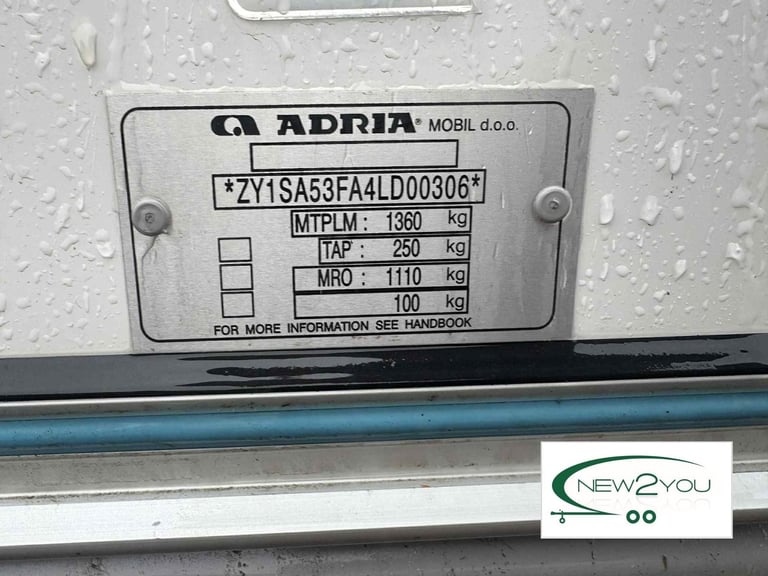 ADRIA® MOBIL d.o.o.
*ZY1SA53FA4LD00306*
MTPLM : 1360 kg
TAP : 250 kg
MRO : 1110 kg
100 kg
FOR MORE INFORMATION SEE HANDBOOK
NEW2YOU